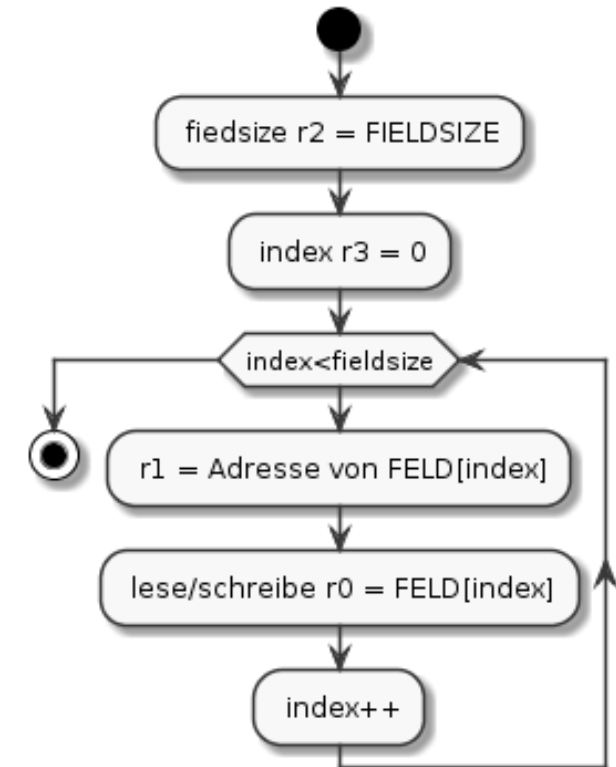 fiedsize r2 = FIELDSIZE
index r3 = 0
index<fieldsize
r1 = Adresse von FELD[index]
lese/schreibe r0 = FELD[index]
index++